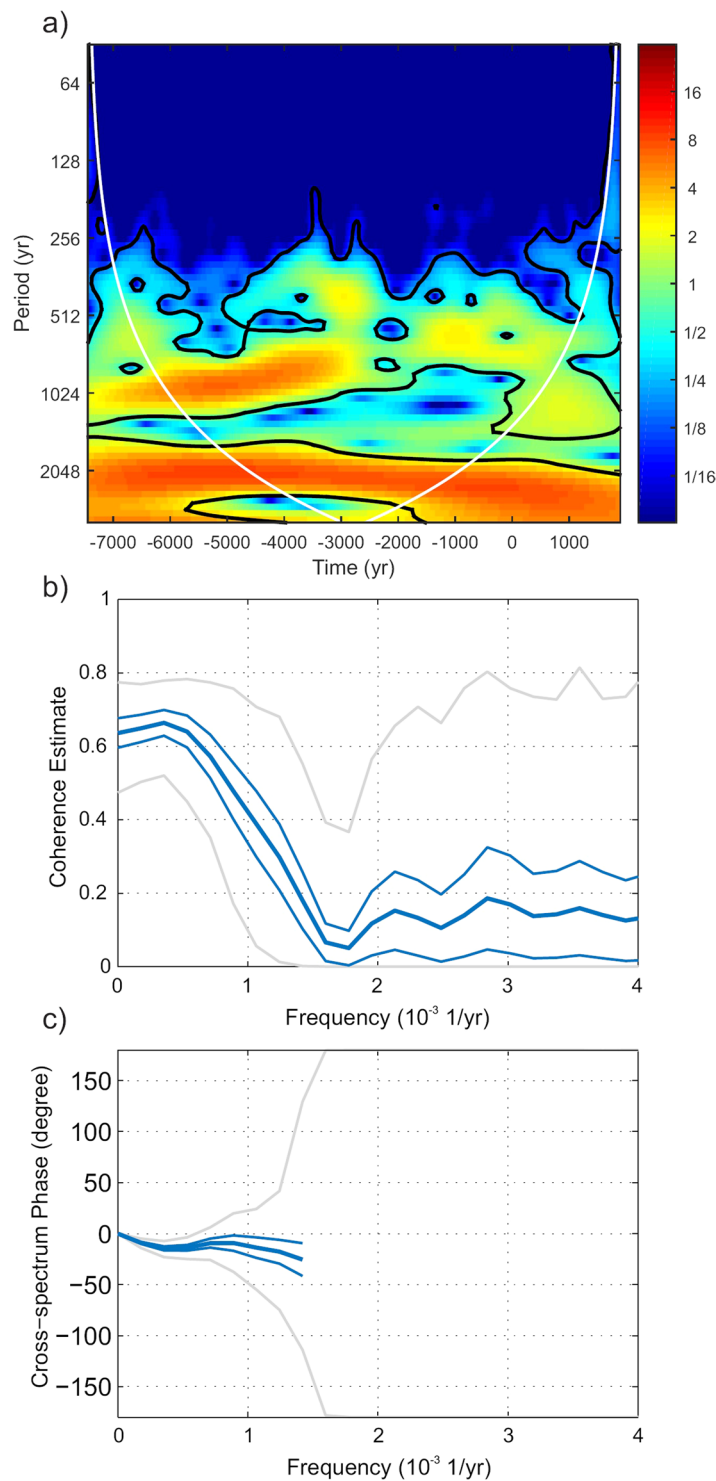 a)
64
128
256
512
1024
2048
Period (yr)
-7000 -6000 -5000 -4000 -3000 -2000 -1000 0 1000
Time (yr)
16
8
4
2
1
1/2
1/4
1/8
1/16
b)
1
0.8
0.6
0.4
0.2
0
Coherence Estimate
0 1 2 3 4
Frequency (10⁻³ 1/yr)
c)
150
100
50
0
−50
−100
−150
Cross−spectrum Phase (degree)
0 1 2 3 4
Frequency (10⁻³ 1/yr)